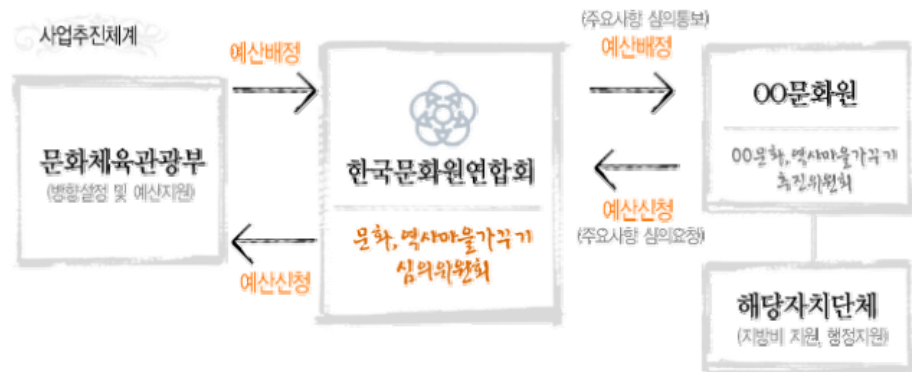 사업추진체계
예산배정
문화체육관광부
(방향설정 및 예산지원)
예산신청
한국문화원연합회
문화, 역사마을가꾸기
심의위원회
(주요사항 심의통보)
예산배정
예산신청
(주요사항 심의요청)
OO문화원
OO문화, 역사마을가꾸기
추진위원회
해당자치단체
(지방비 지원, 행정지원)